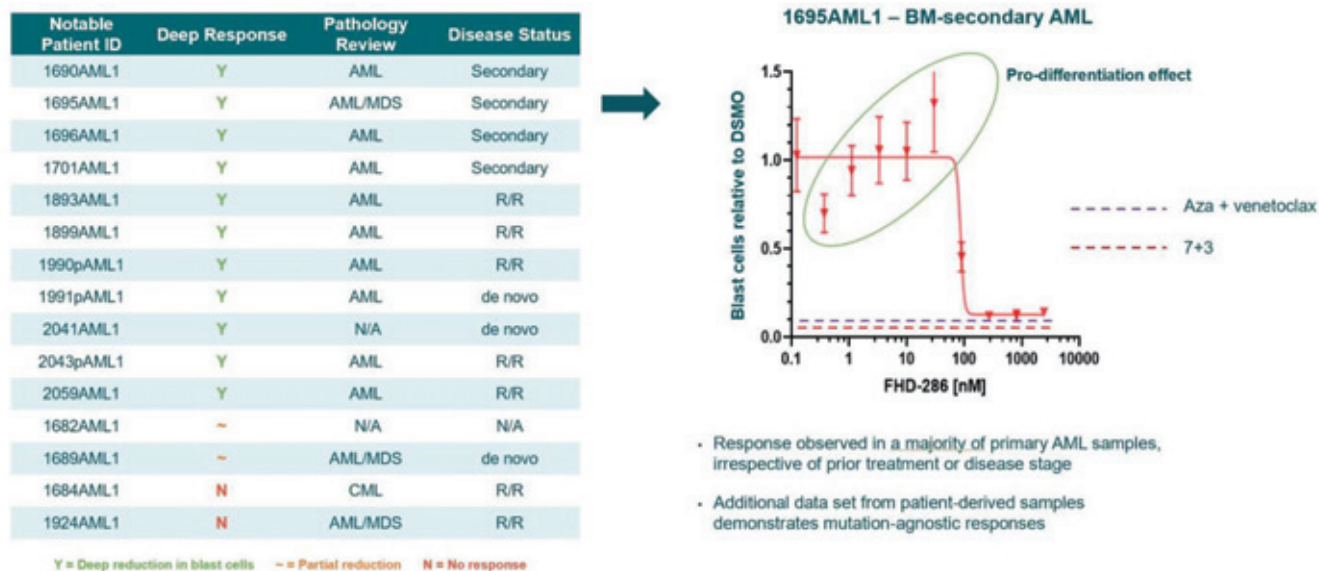 Notable Patient ID Deep Response Pathology Review Disease Status
1690AML1 Y AML Secondary
1695AML1 Y AML/MDS Secondary
1696AML1 Y AML Secondary
1701AML1 Y AML Secondary
1893AML1 Y AML R/R
1899AML1 Y AML R/R
1990pAML1 Y AML R/R
1991pAML1 Y AML de novo
2041AML1 Y N/A de novo
2043pAML1 Y AML R/R
2059AML1 Y AML R/R
1682AML1 ~ N/A N/A
1689AML1 ~ AML/MDS de novo
1684AML1 N CML R/R
1924AML1 N AML/MDS R/R
Y = Deep reduction in blast cells ~ = Partial reduction N = No response
1695AML1 – BM-secondary AML
Pro-differentiation effect
Blast cells relative to DSMO
1.5
1.0
0.5
0.0
0.1 1 10 100 1000 10000
FHD-286 [nM]
Aza + venetoclax
7+3
• Response observed in a majority of primary AML samples,
irrespective of prior treatment or disease stage
• Additional data set from patient-derived samples
demonstrates mutation-agnostic responses